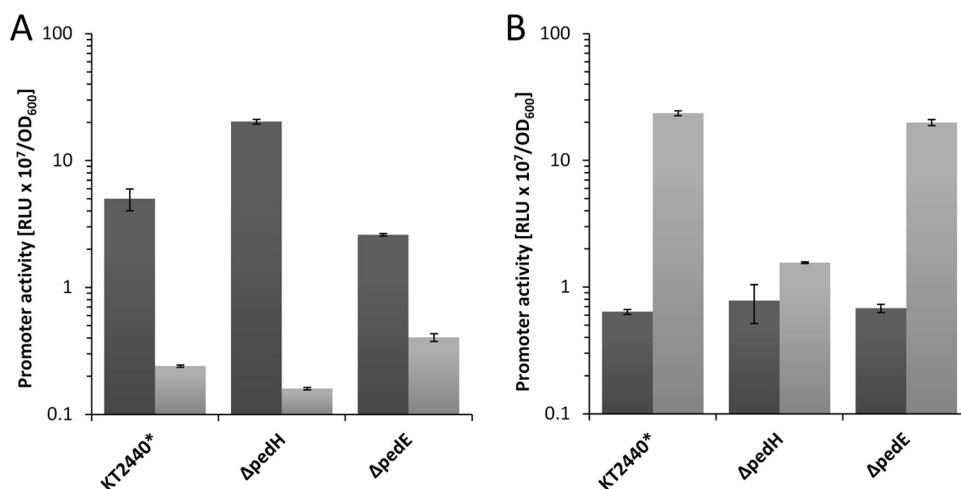 A
Promoter activity [RLU x 10⁷/OD₆₀₀]
100
10
1
0.1
KT2440*
ΔpedH
ΔpedE
B
Promoter activity [RLU x 10⁷/OD₆₀₀]
100
10
1
0.1
KT2440*
ΔpedH
ΔpedE